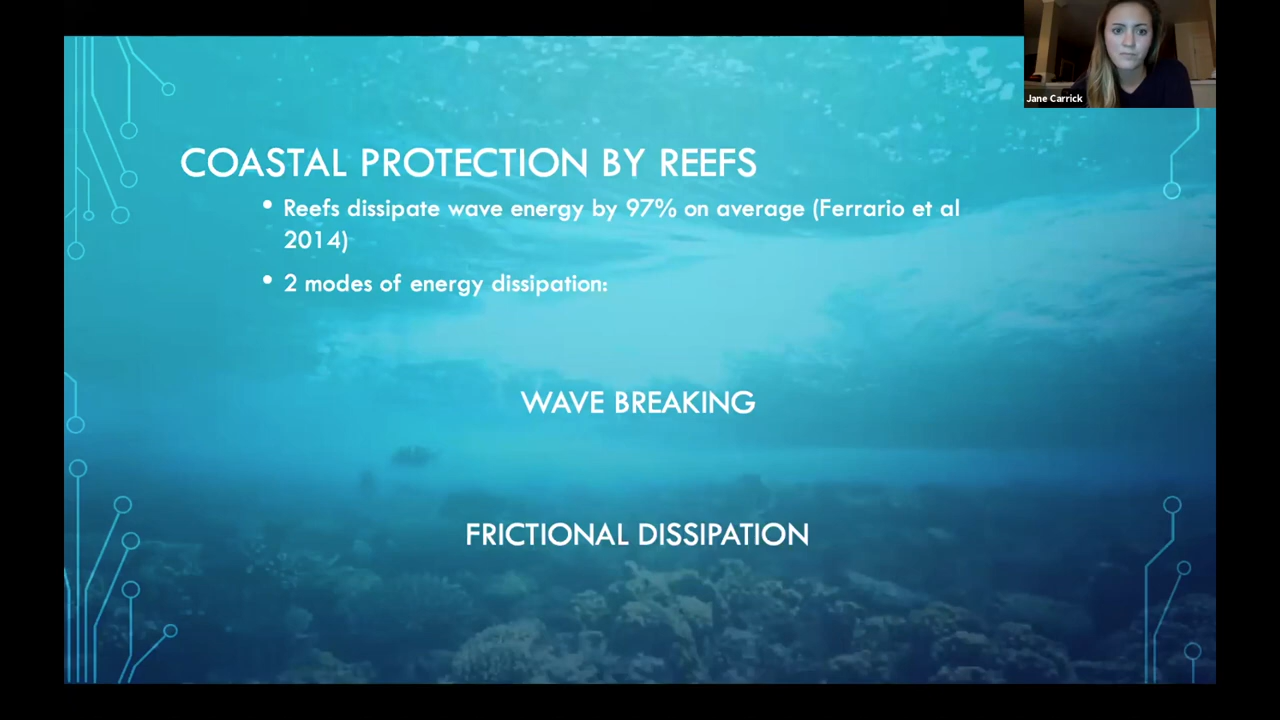 Jane Carrick
COASTAL PROTECTION BY REEFS
• Reefs dissipate wave energy by 97% on average (Ferrario et al
2014)
• 2 modes of energy dissipation:
WAVE BREAKING
FRICTIONAL DISSIPATION